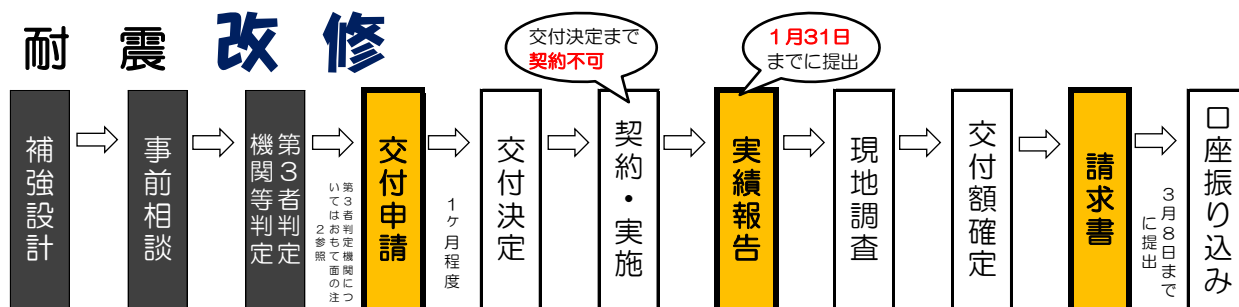 耐震改修
交付決定まで
契約不可
1月31日
までに提出
補強設計
事前相談
第3者判定
機関等判定
第3者判定機関につ
いてはおもて面の注
2参照
交付申請
1ヶ月程度
交付決定
契約・実施
実績報告
現地調査
交付額確定
請求書
3月8日まで
に提出
口座振り込み